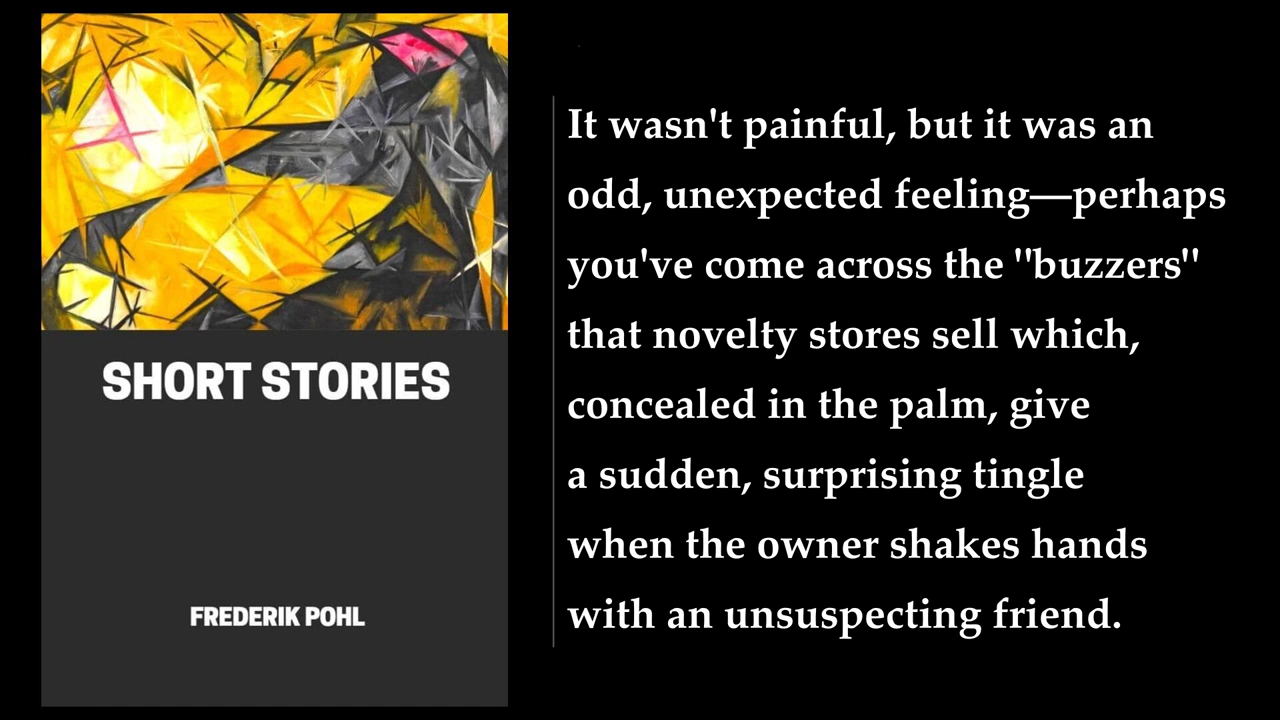 SHORT STORIES
FREDERIK POHL
It wasn't painful, but it was an
odd, unexpected feeling—perhaps
you've come across the "buzzers"
that novelty stores sell which,
concealed in the palm, give
a sudden, surprising tingle
when the owner shakes hands
with an unsuspecting friend.